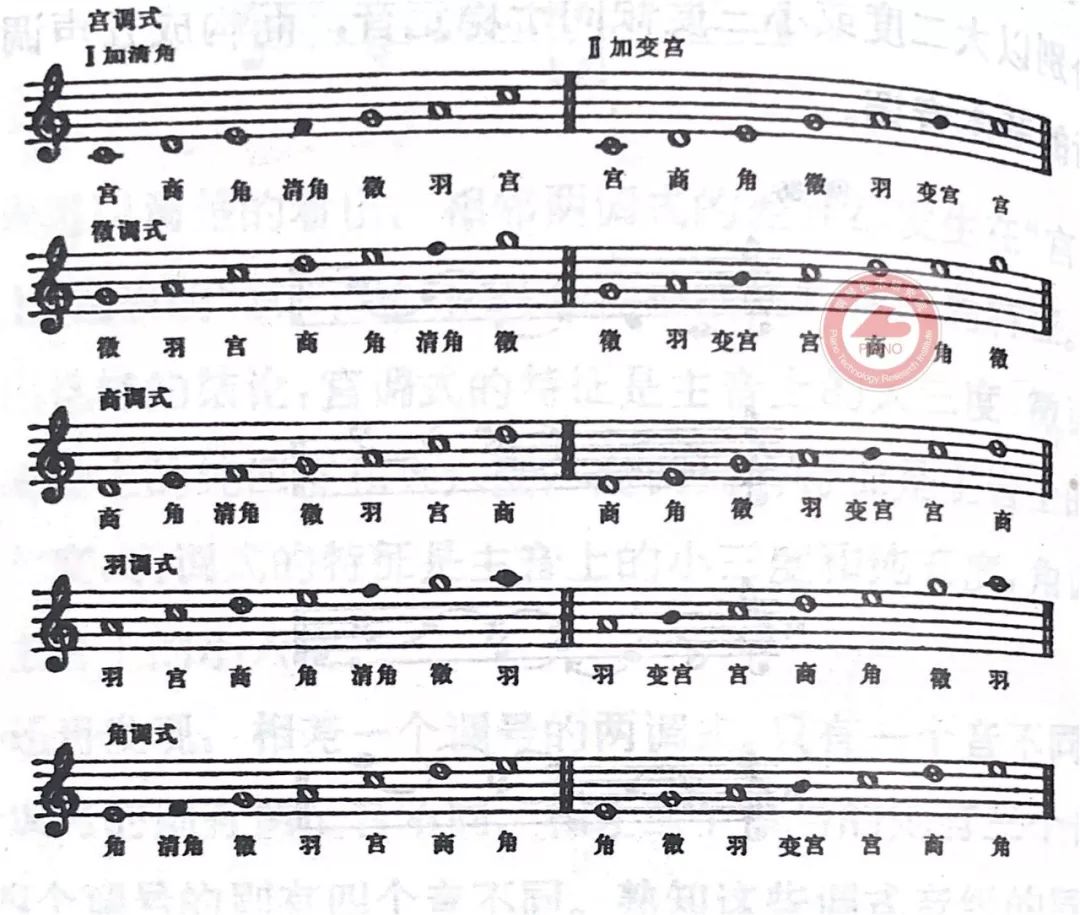 宫调式
Ⅰ加清角 Ⅱ加变宫
宫 商 角 清角 徵 羽 宫 宫 商 角 徵 羽 变宫 宫
徵调式
徵 羽 宫 商 角 清角 徵 徵 羽 变宫 宫 商 角 徵
PIANO
Piano Technology Research Institute
商调式
商 角 清角 徵 羽 宫 商 商 角 徵 羽 变宫 宫 商
羽调式
羽 宫 商 角 清角 徵 羽 羽 变宫 宫 商 角 徵 羽
角调式
角 清角 徵 羽 宫 商 角 角 徵 羽 变宫 宫 商 角